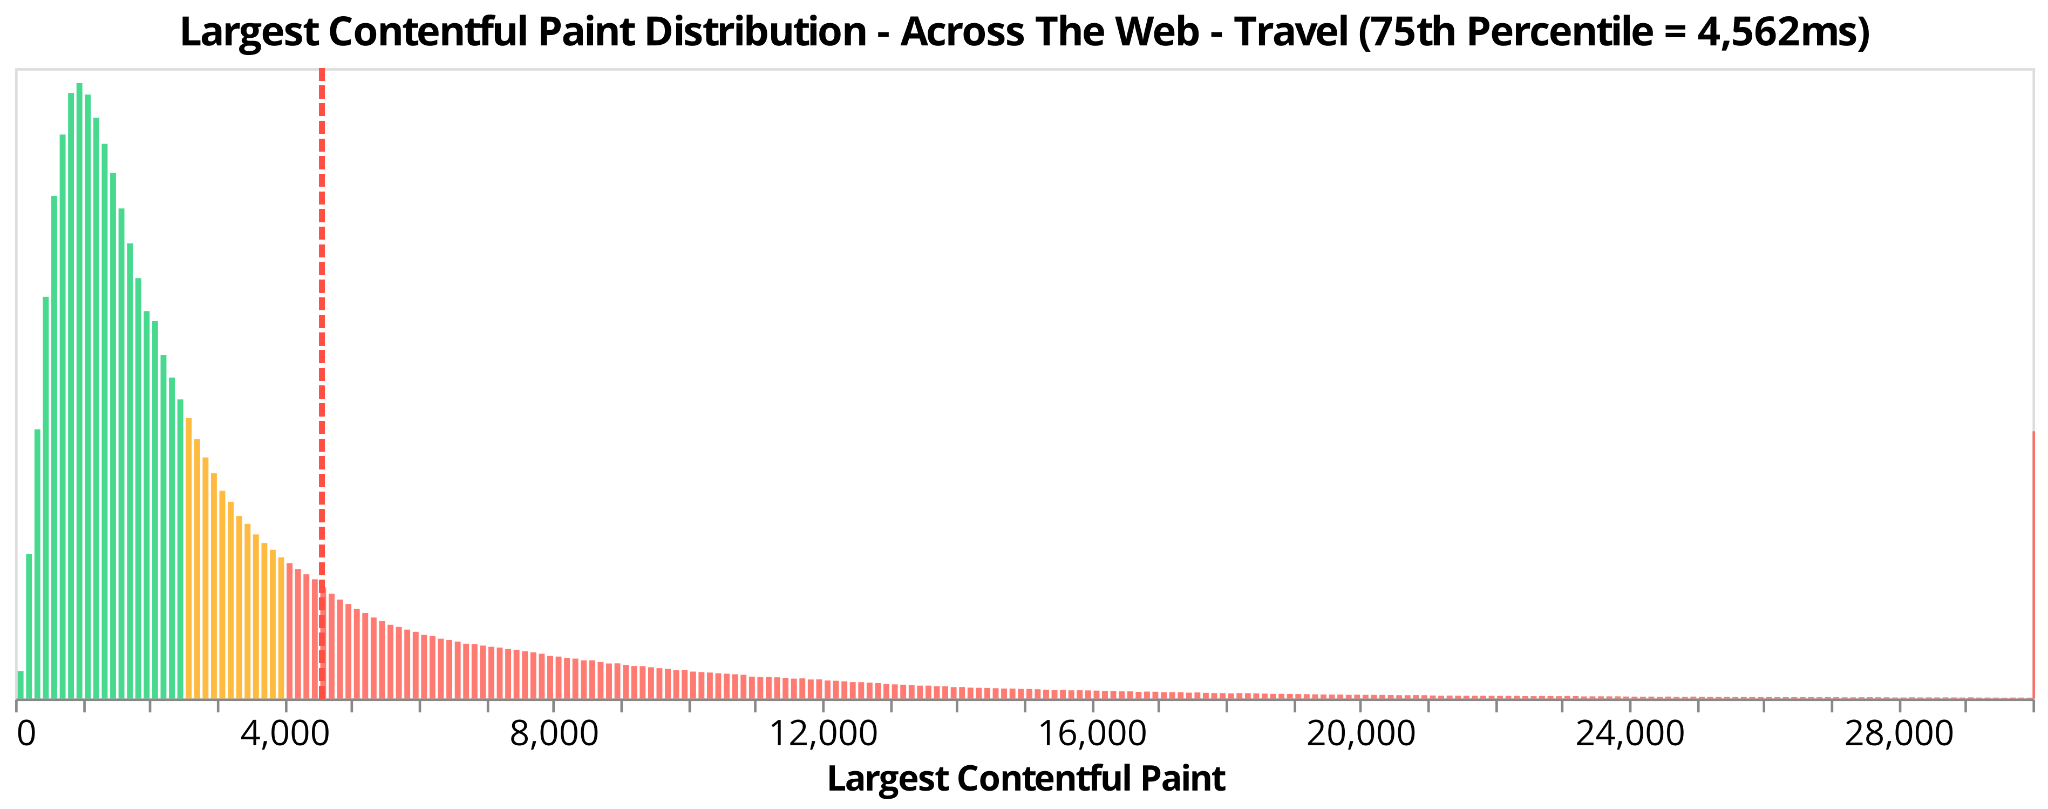 Largest Contentful Paint Distribution - Across The Web - Travel (75th Percentile = 4,562ms)
0 4,000 8,000 12,000 16,000 20,000 24,000 28,000
Largest Contentful Paint